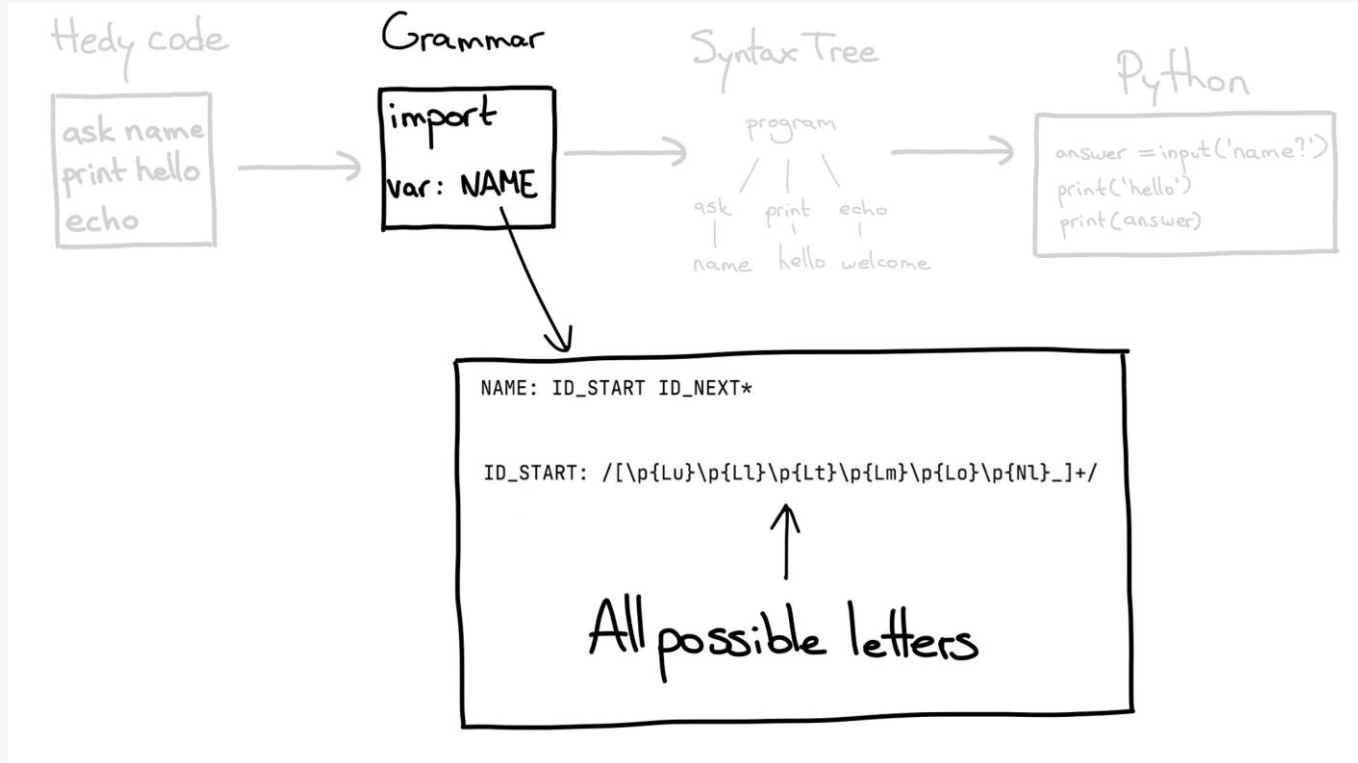 Hedy code
ask name
print hello
echo
Grammar
import
var: NAME
Syntax Tree
program
ask print echo
name hello welcome
Python
answer =input('name?')
print('hello')
print(answer)
NAME: ID_START ID_NEXT*
ID_START: /[\p{Lu}\p{Ll}\p{Lt}\p{Lm}\p{Lo}\p{Nl}_]+/
All possible letters